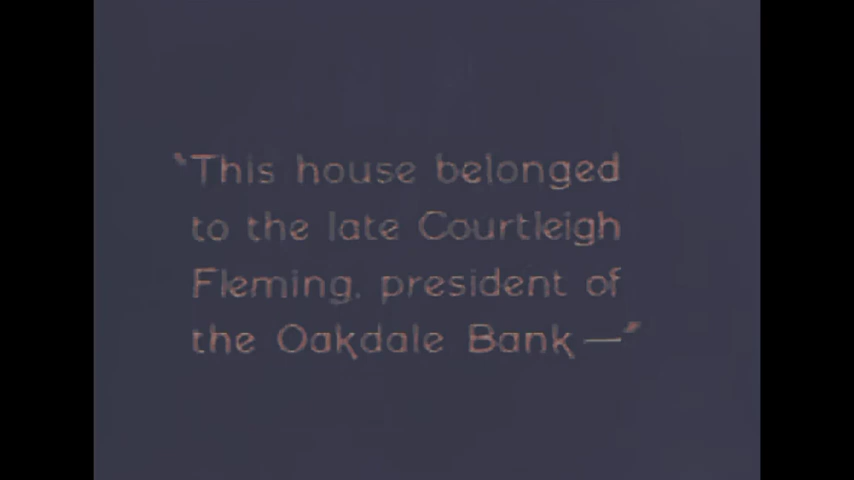 "This house belonged
to the late Courtleigh
Fleming, president of
the Oakdale Bank—"